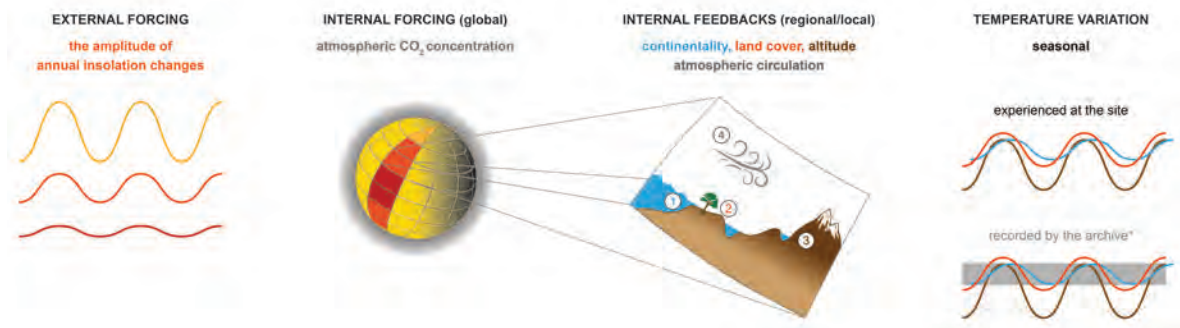 EXTERNAL FORCING
the amplitude of
annual insolation changes
INTERNAL FORCING (global)
atmospheric CO₂ concentration
INTERNAL FEEDBACKS (regional/local)
continentality, land cover, altitude
atmospheric circulation
4
1
2
3
TEMPERATURE VARIATION
seasonal
experienced at the site
recorded by the archive*